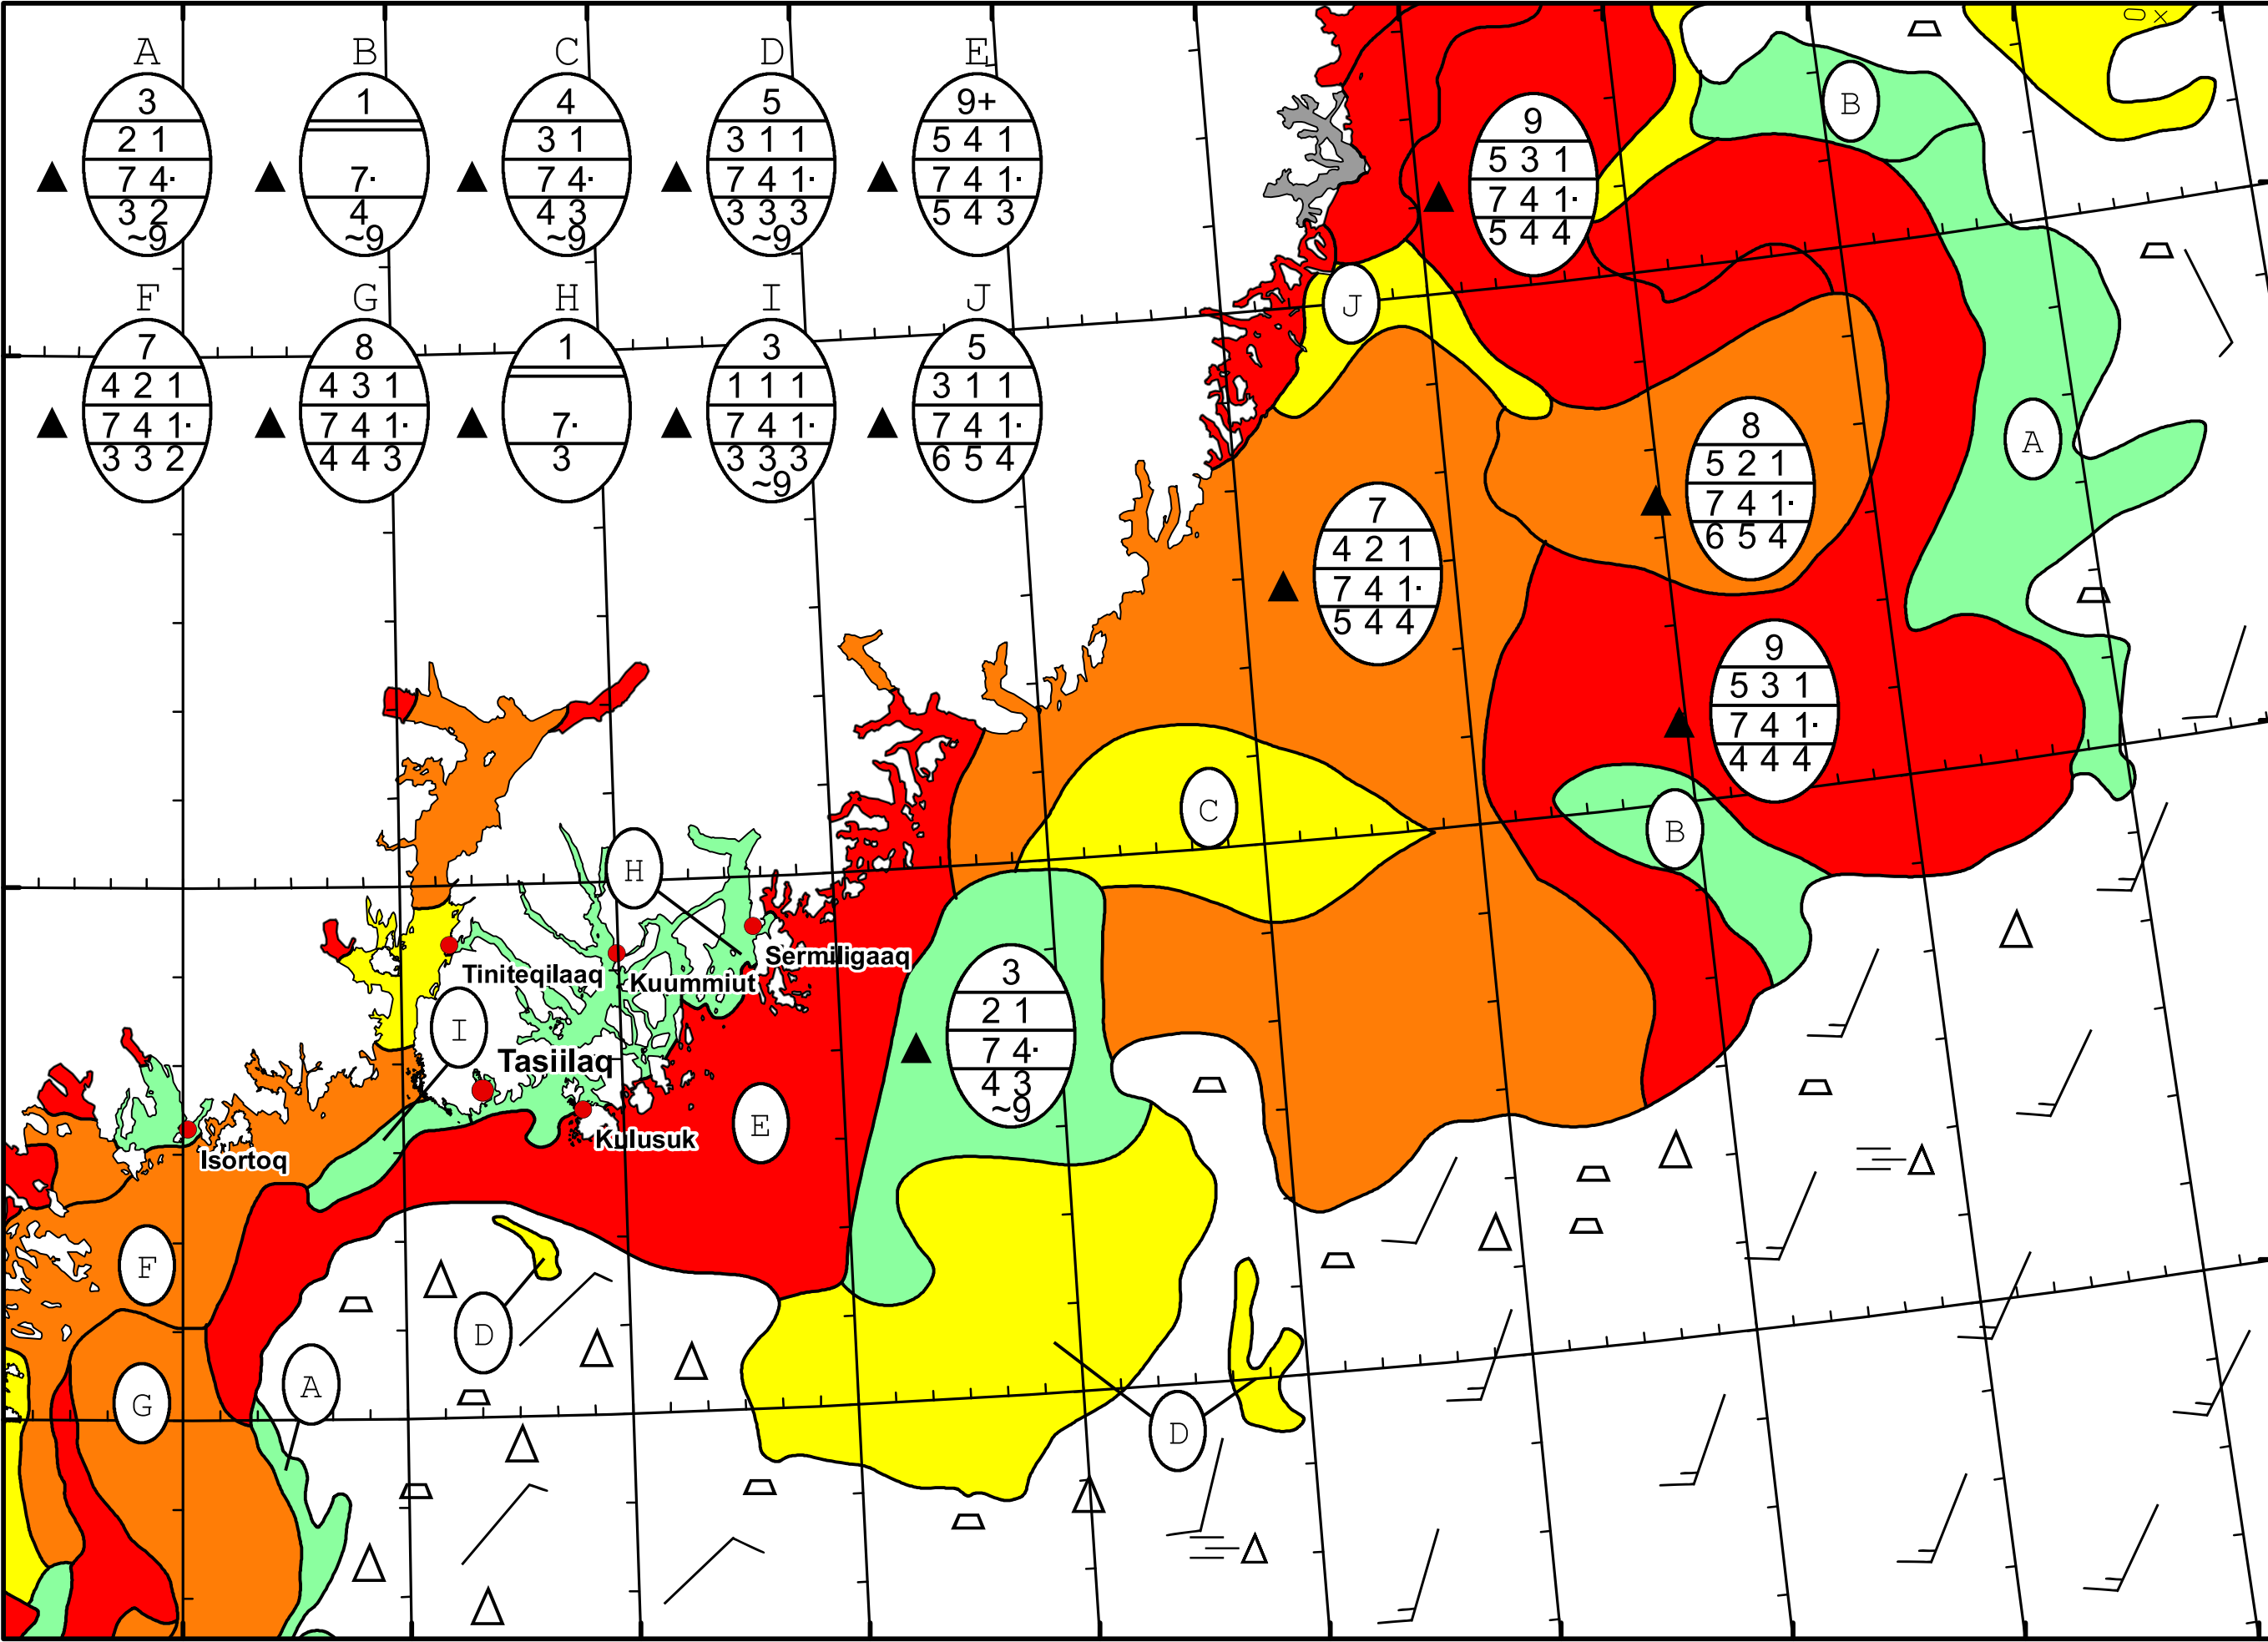 A B C D E
3
2 1
7 4·
3 2
~9
1
7·
4
~9
4
3 1
7 4·
4 3
~9
5
3 1 1
7 4 1·
3 3 3
~9
9+
5 4 1
7 4 1·
5 4 3
F G H I J
7
4 2 1
7 4 1·
3 3 2
8
4 3 1
7 4 1·
4 4 3
1
7·
3
3
1 1 1
7 4 1·
3 3 3
~9
5
3 1 1
7 4 1·
6 5 4
9
5 3 1
7 4 1·
5 4 4
B
J
A
8
5 2 1
7 4 1·
6 5 4
7
4 2 1
7 4 1·
5 4 4
9
5 3 1
7 4 1·
4 4 4
C
B
H
Sermiligaaq
Tiniteqilaaq
Kuummiut
I
3
2 1
7 4·
4 3
~9
Tasiilaq
E
Kulusuk
Isortoq
F
D
A
G
D